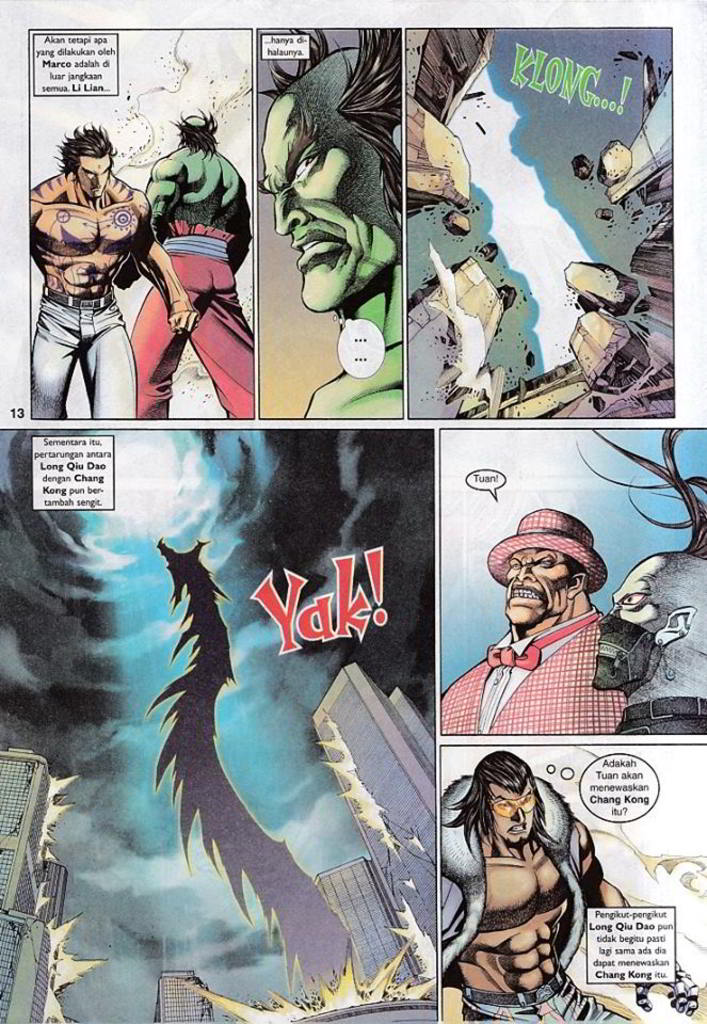 Akan tetapi apa
yang dilakukan oleh
Marco adalah di
luar jangkaan
semua. Li Lian...
...hanya di-
halaunya.
... ...
KLONG...!
13
Sementara itu,
pertarungan antara
Long Qiu Dao
dengan Chang
Kong pun ber-
tambah sengit.
Yak!
Tuan!
Adakah
Tuan akan
menewaskan
Chang Kong
itu?
Pengikut-pengikut
Long Qiu Dao pun
tidak begitu pasti
lagi sama ada dia
dapat menewaskan
Chang Kong itu.